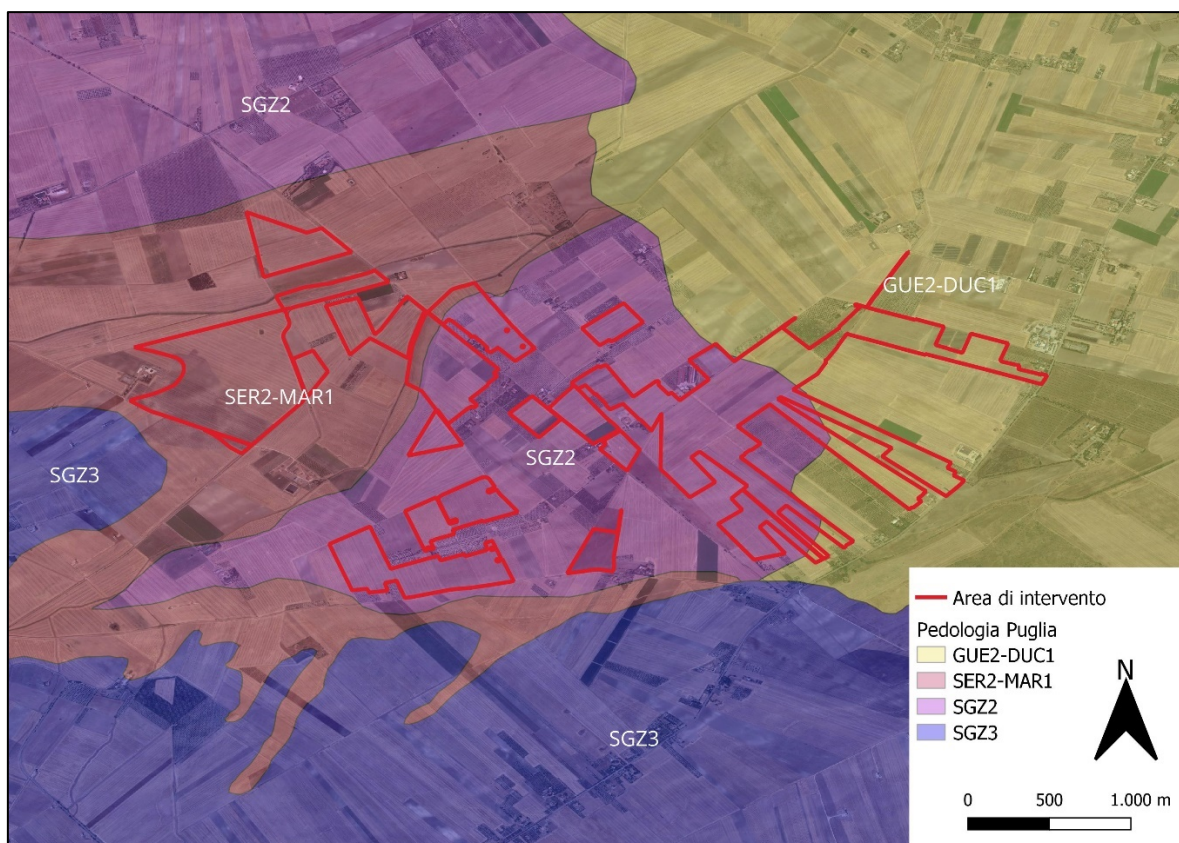 SGZ2
GUE2-DUC1
SER2-MAR1
SGZ2
SGZ3
SGZ3
Area di intervento
Pedologia Puglia
GUE2-DUC1
SER2-MAR1
SGZ2
SGZ3
N
0 500 1.000 m